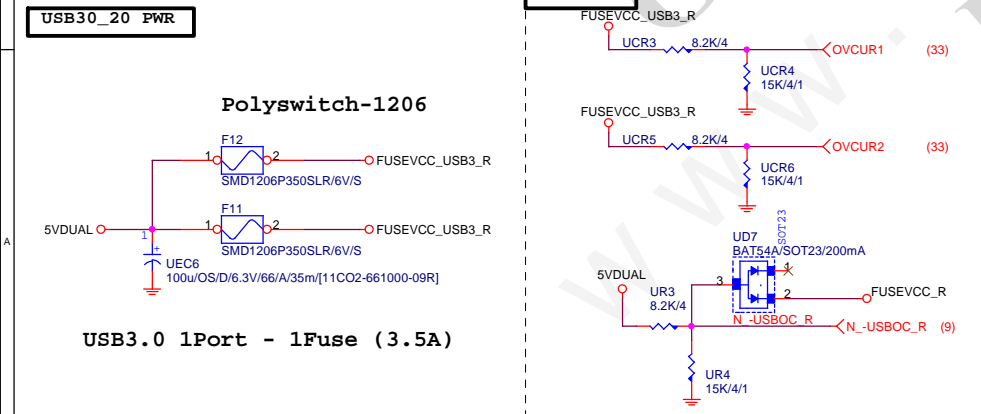 USB30_20 PWR
Polyswitch-1206
F12
1
2
FUSEVCC_USB3_R
SMD1206P350SLR/6V/S
F11
5VDUAL
1
2
FUSEVCC_USB3_R
SMD1206P350SLR/6V/S
1
+
UEC6
100u/OS/D/6.3V/66/A/35m/[11CO2-661000-09R]
USB3.0 1Port - 1Fuse (3.5A)
A
FUSEVCC_USB3_R
UCR3
8.2K/4
OVCUR1
(33)
UCR4
15K/4/1
FUSEVCC_USB3_R
UCR5
8.2K/4
OVCUR2
(33)
UCR6
15K/4/1
SOT23
UD7
BAT54A/SOT23/200mA
5VDUAL
UR3
8.2K/4
3
1
2
FUSEVCC_R
N_-USBOC_R
N_-USBOC_R
(9)
UR4
15K/4/1
w w w .